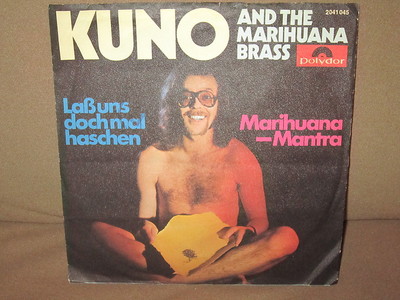 KUNO
AND THE
MARIHUANA
BRASS
2041 045
Polydor
Laß uns
doch mal
haschen
Marihuana
-Mantra